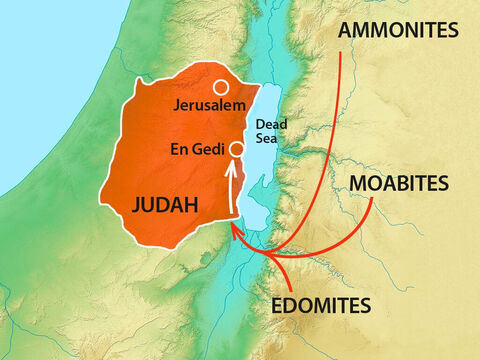 AMMONITES
Jerusalem
Dead
Sea
En Gedi
MOABITES
JUDAH
EDOMITES